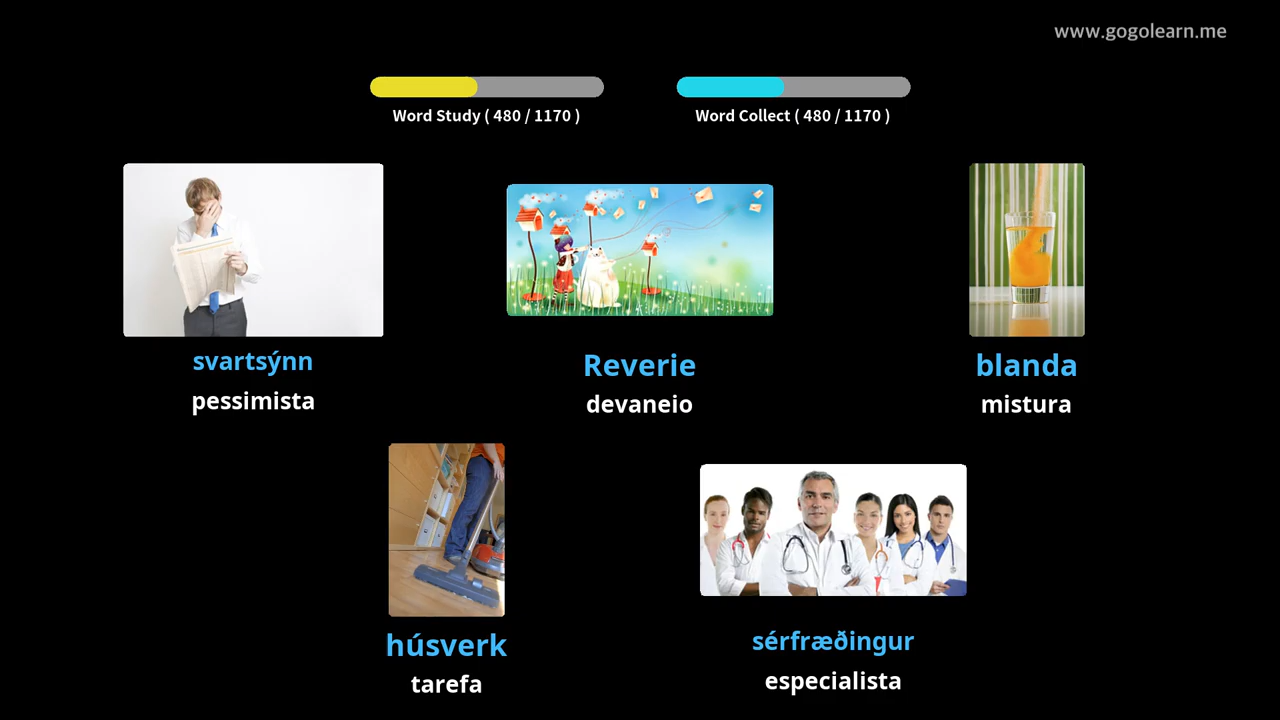 www.gogolearn.me
Word Study ( 480 / 1170 )
Word Collect ( 480 / 1170 )
svartsýnn
pessimista
Reverie
devaneio
blanda
mistura
húsverk
tarefa
sérfræðingur
especialista